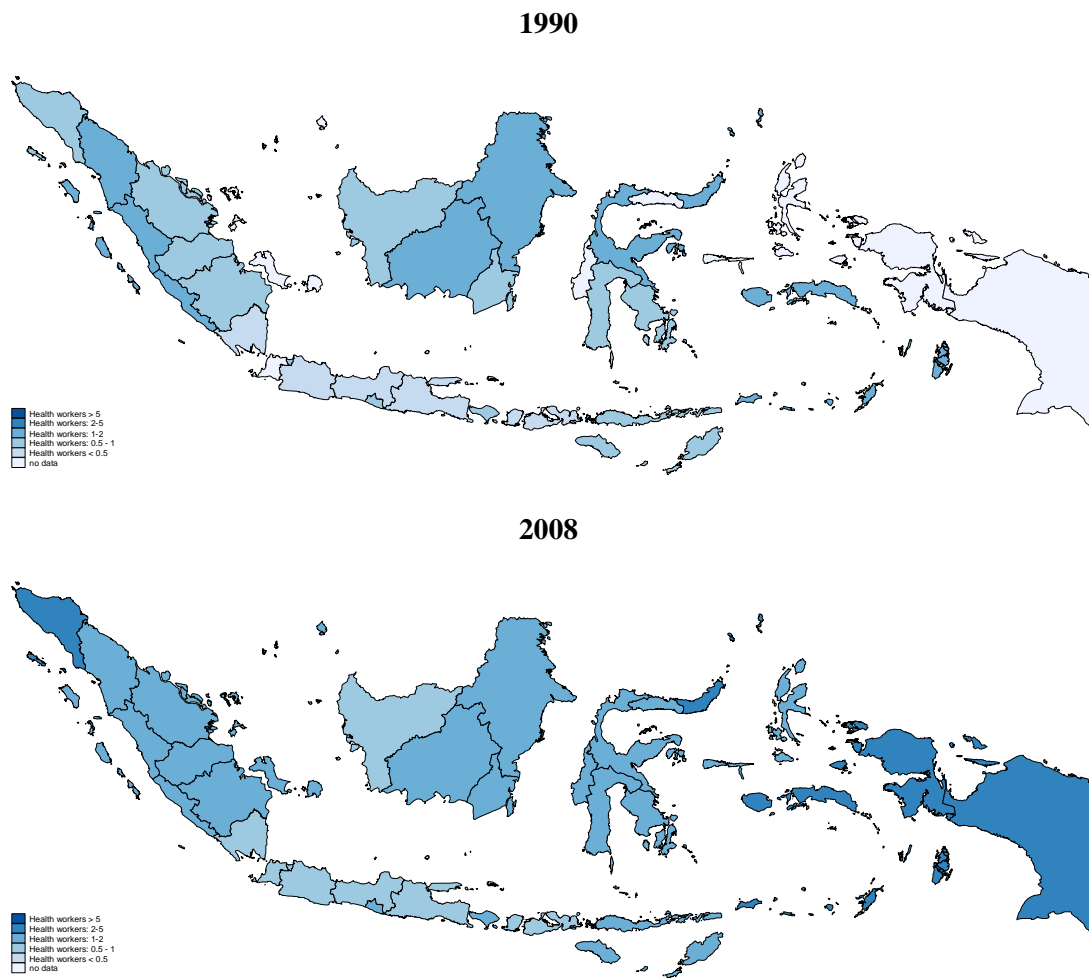 1990
Health workers > 5
Health workers: 2-5
Health workers: 1-2
Health workers: 0.5 - 1
Health workers < 0.5
no data
2008
Health workers > 5
Health workers: 2-5
Health workers: 1-2
Health workers: 0.5 - 1
Health workers < 0.5
no data